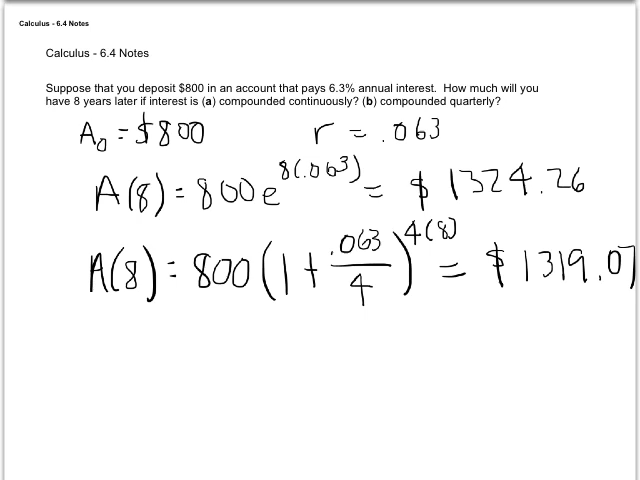 Calculus - 6.4 Notes
Calculus - 6.4 Notes
Suppose that you deposit $800 in an account that pays 6.3% annual interest.  How much will you
have 8 years later if interest is (a) compounded continuously? (b) compounded quarterly?
A₀ = $800 r = .063
A(8) = 800e^8(.063) = $1324.26
A(8) = 800(1 + .063/4)^4(8) = $1319.07